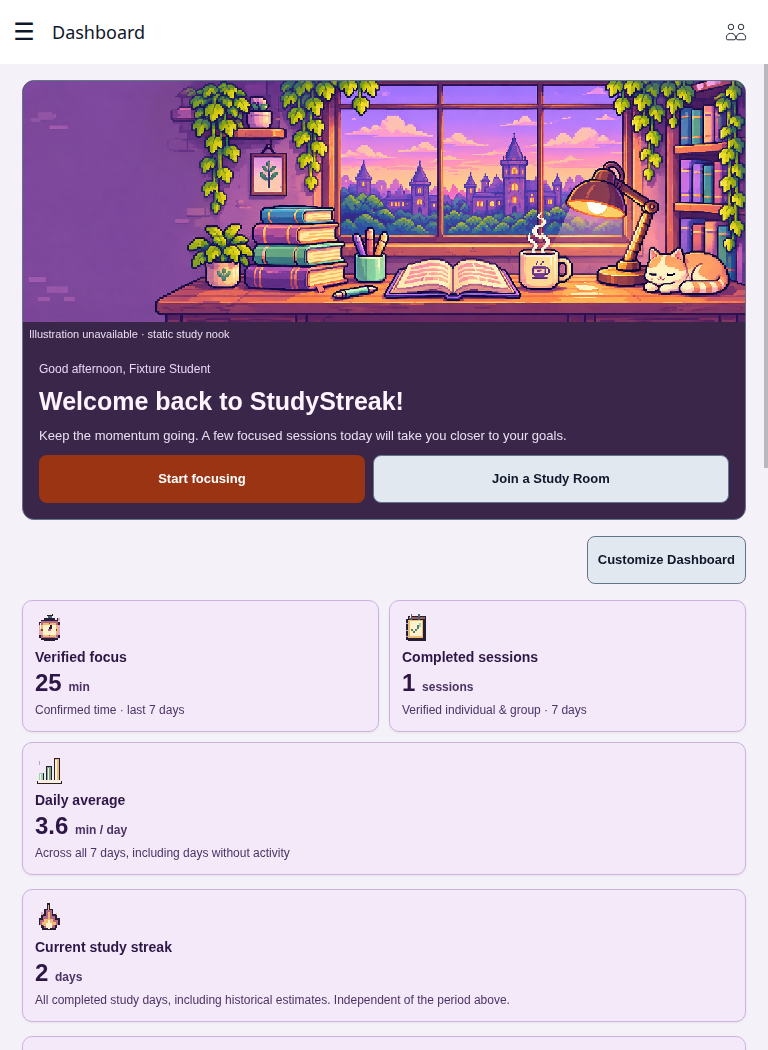 Dashboard
Illustration unavailable · static study nook
Good afternoon, Fixture Student
Welcome back to StudyStreak!
Keep the momentum going. A few focused sessions today will take you closer to your goals.
Start focusing
Join a Study Room
Customize Dashboard
Verified focus
25 min
Confirmed time · last 7 days
Completed sessions
1 sessions
Verified individual & group · 7 days
Daily average
3.6 min / day
Across all 7 days, including days without activity
Current study streak
2 days
All completed study days, including historical estimates. Independent of the period above.